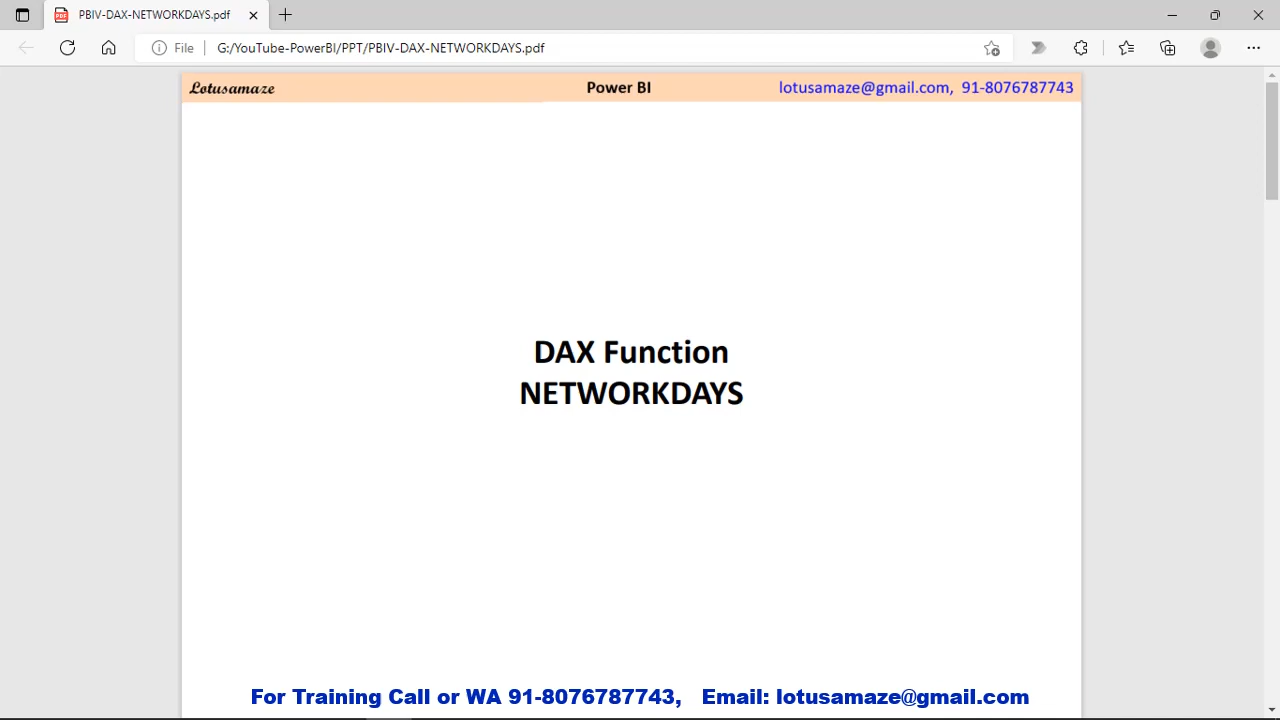 PBIV-DAX-NETWORKDAYS.pdf
File
G:/YouTube-PowerBI/PPT/PBIV-DAX-NETWORKDAYS.pdf
Lotusamaze Power BI lotusamaze@gmail.com, 91-8076787743
DAX Function
NETWORKDAYS
For Training Call or WA 91-8076787743, Email: lotusamaze@gmail.com